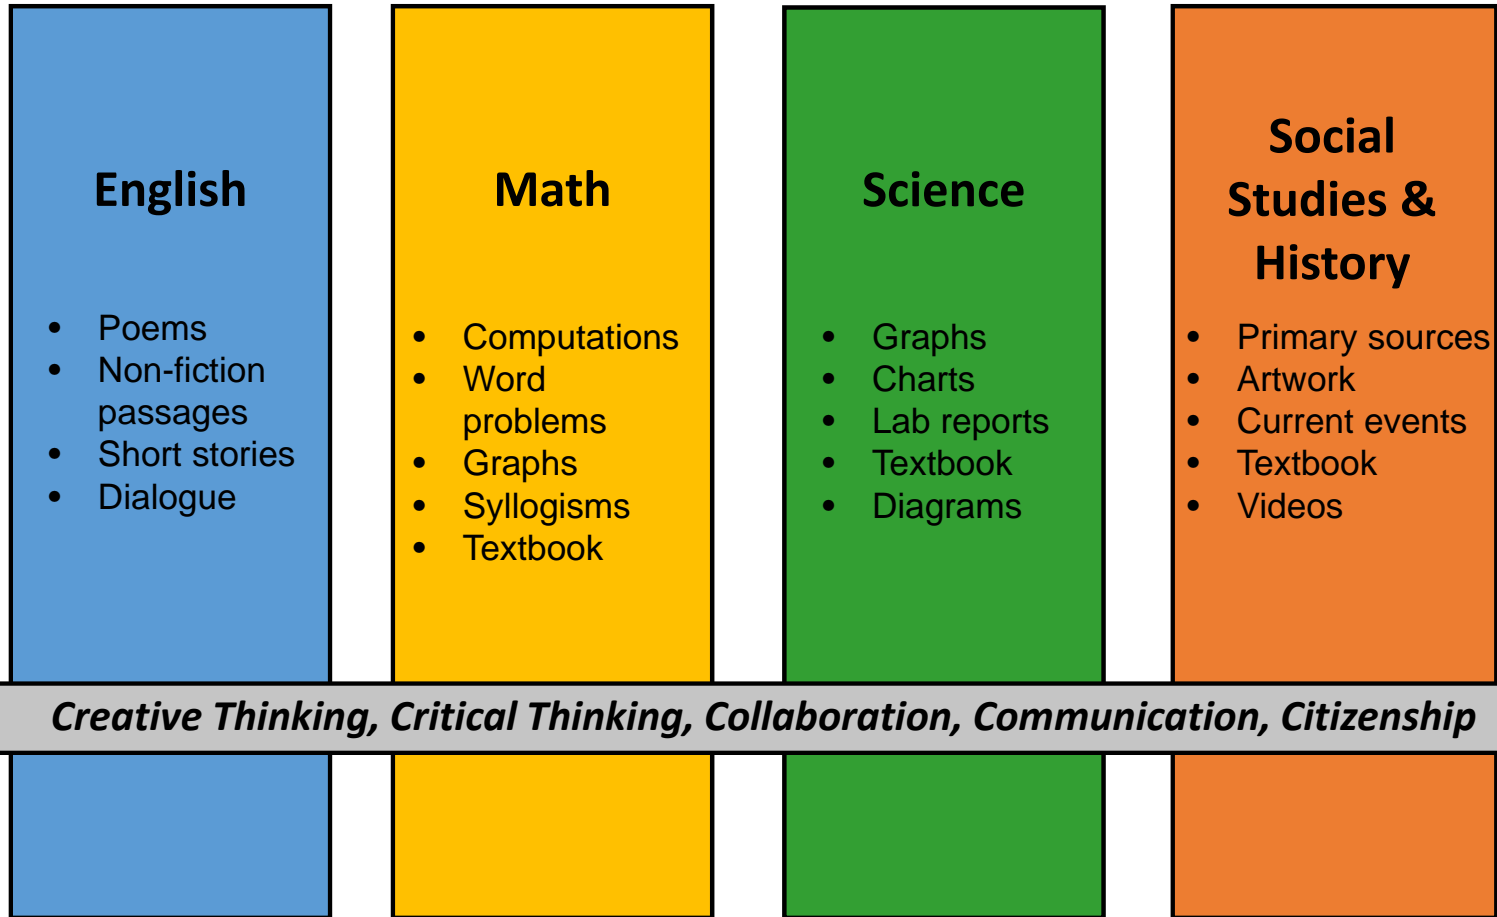 English
• Poems
• Non-fiction
passages
• Short stories
• Dialogue
Math
• Computations
• Word
problems
• Graphs
• Syllogisms
• Textbook
Science
• Graphs
• Charts
• Lab reports
• Textbook
• Diagrams
Social
Studies &
History
• Primary sources
• Artwork
• Current events
• Textbook
• Videos
Creative Thinking, Critical Thinking, Collaboration, Communication, Citizenship